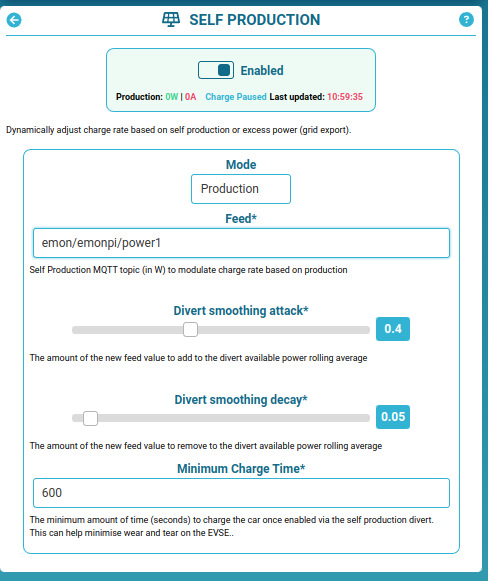 SELF PRODUCTION
?
Enabled
Production: 0W | 0A Charge Paused Last updated: 10:59:35
Dynamically adjust charge rate based on self production or excess power (grid export).
Mode
Production
Feed*
emon/emonpi/power1
Self Production MQTT topic (in W) to modulate charge rate based on production
Divert smoothing attack*
0.4
The amount of the new feed value to add to the divert available power rolling average
Divert smoothing decay*
0.05
The amount of the new feed value to remove to the divert available power rolling average
Minimum Charge Time*
600
The minimum amount of time (seconds) to charge the car once enabled via the self production divert.
This can help minimise wear and tear on the EVSE..